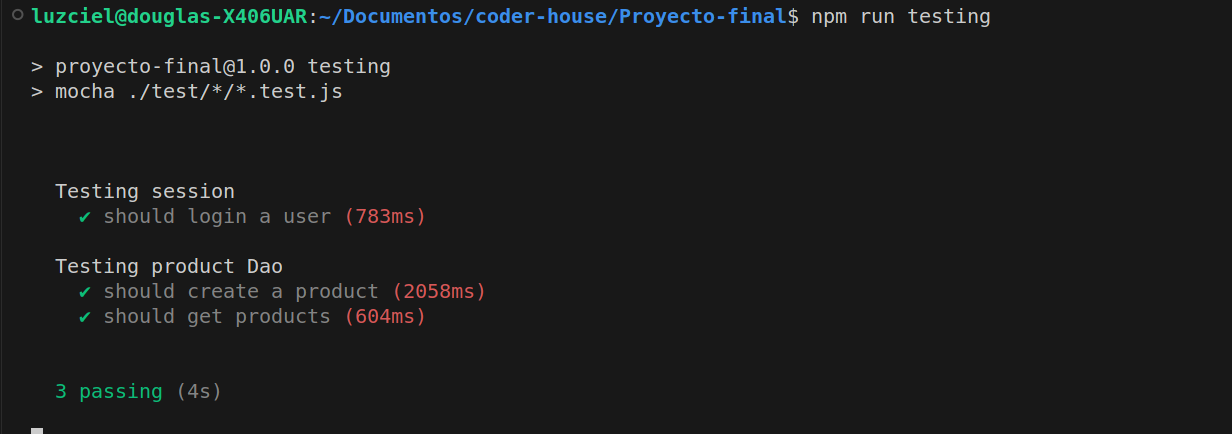 luzciel@douglas-X406UAR:~/Documentos/coder-house/Proyecto-final$ npm run testing
> proyecto-final@1.0.0 testing
> mocha ./test/*/*.test.js
Testing session
✔ should login a user (783ms)
Testing product Dao
✔ should create a product (2058ms)
✔ should get products (604ms)
3 passing (4s)